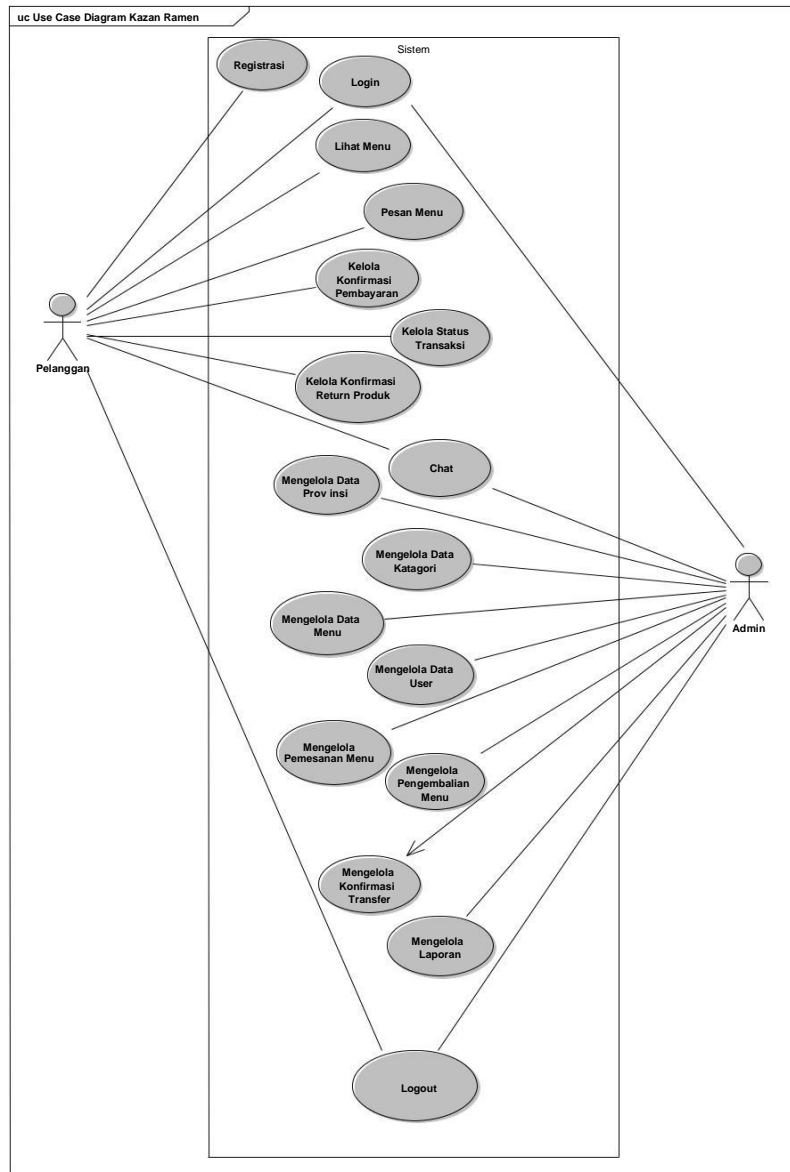 uc Use Case Diagram Kazan Ramen
Sistem
Registrasi
Login
Lihat Menu
Pesan Menu
Kelola
Konfirmasi
Pembayaran
Kelola Status
Transaksi
Pelanggan
Kelola Konfirmasi
Return Produk
Chat
Mengelola Data
Prov insi
Mengelola Data
Katagori
Admin
Mengelola Data
Menu
Mengelola Data
User
Mengelola
Pemesanan Menu
Mengelola
Pengembalian
Menu
Mengelola
Konfirmasi
Transfer
Mengelola
Laporan
Logout